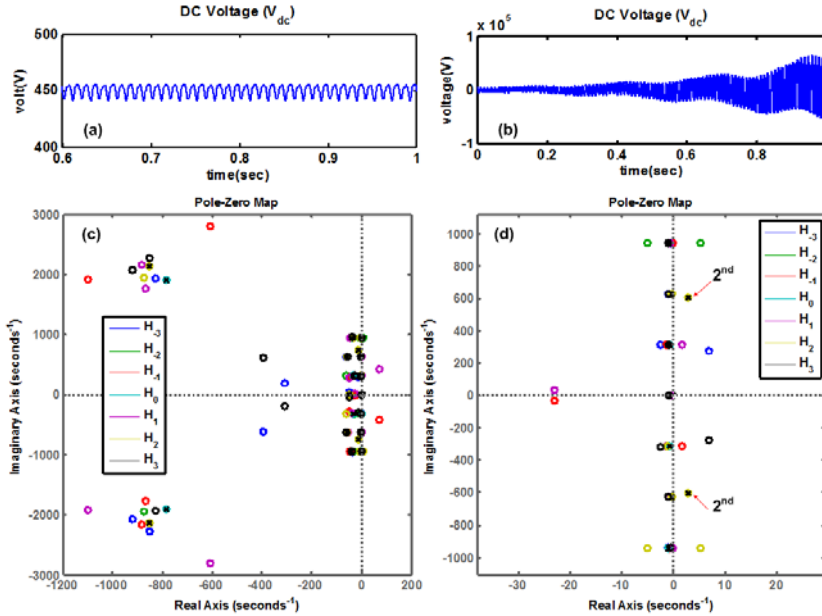 DC Voltage (Vdc)
500
450
400
volt(V)
(a)
0.6 0.7 0.8 0.9 1
time(sec)
DC Voltage (Vdc)
x 10^5
1
0
-1
voltage(V)
(b)
0 0.2 0.4 0.6 0.8
time(sec)
Pole-Zero Map
(c)
3000
2000
1000
0
-1000
-2000
-3000
Imaginary Axis (seconds^-1)
H-3
H-2
H-1
H0
H1
H2
H3
-1200 -1000 -800 -600 -400 -200 0 200
Real Axis (seconds^-1)
Pole-Zero Map
(d)
1000
800
600
400
200
0
-200
-400
-600
-800
-1000
Imaginary Axis (seconds^-1)
H-3
H-2
H-1
H0
H1
H2
H3
2nd
2nd
-30 -20 -10 0 10 20
Real Axis (seconds^-1)